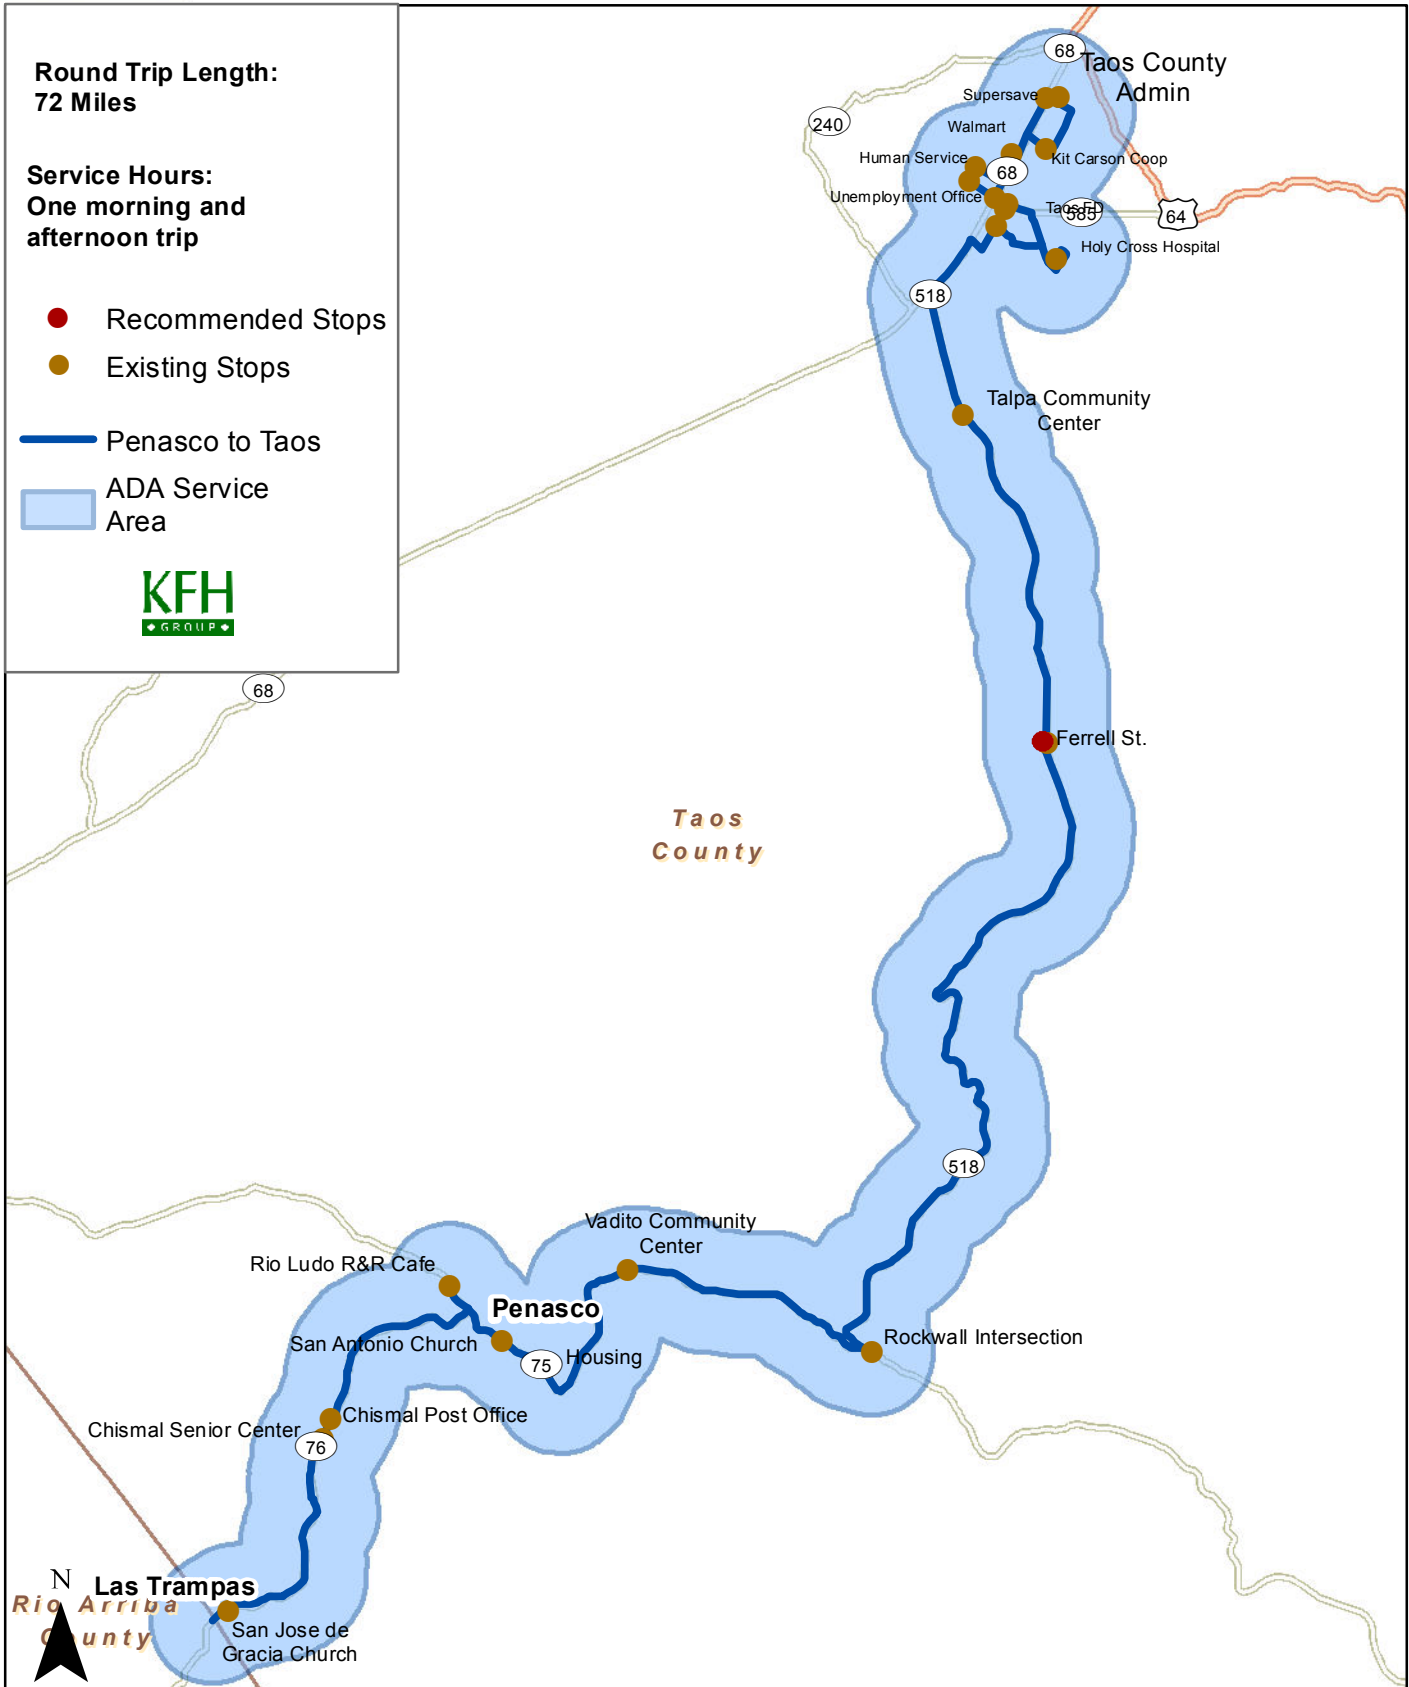 Round Trip Length:
72 Miles
Service Hours:
One morning and
afternoon trip
Recommended Stops
Existing Stops
Penasco to Taos
ADA Service
Area
KFH
GROUP
68
Taos County
Admin
Supersave
240
Walmart
Human Service
Kit Carson Coop
68
Unemployment Office
Taos ED
585
64
Holy Cross Hospital
518
Talpa Community
Center
68
Ferrell St.
Taos
County
518
Vadito Community
Center
Rio Ludo R&R Cafe
Penasco
San Antonio Church
75
Housing
Rockwall Intersection
Chismal Post Office
Chismal Senior Center
76
N
Las Trampas
Rio Arriba
County
San Jose de
Gracia Church